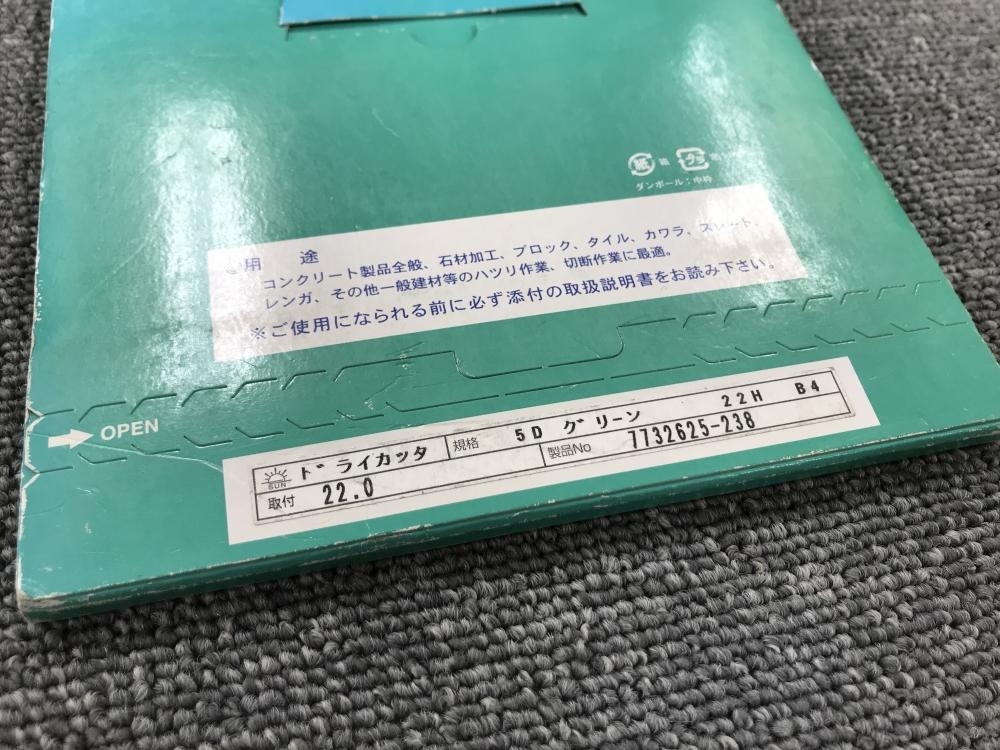 紙
ダンボール:中枠
用 途
コンクリート製品全般、石材加工、ブロック、タイル、カワラ、スレット、
レンガ、その他一般建材等のハツリ作業、切断作業に最適。
※ご使用になられる前に必ず添付の取扱説明書をお読み下さい。
OPEN
SUN ドライカッタ 規格 5D グリーン 22H B4
取付 22.0 製品No 7732625-238